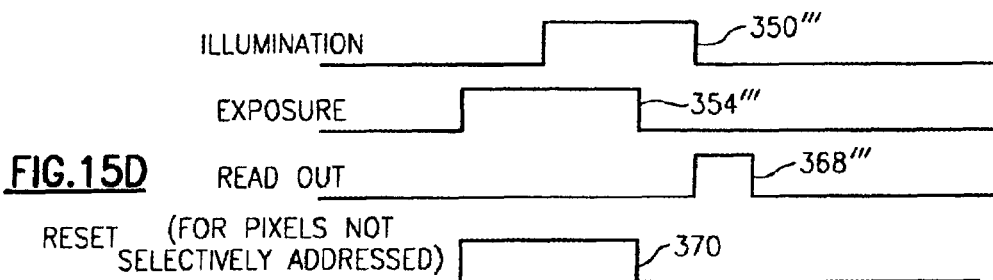 ILLUMINATION 350'''
EXPOSURE 354'''
FIG.15D READ OUT 368'''
RESET (FOR PIXELS NOT
SELECTIVELY ADDRESSED) 370